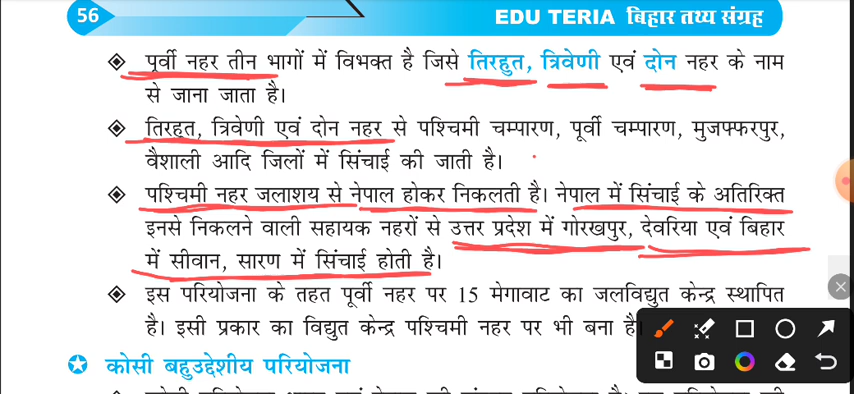 56
EDU TERIA बिहार तथ्य संग्रह
पूर्वी नहर तीन भागों में विभक्त है जिसे तिरहुत, त्रिवेणी एवं दोन नहर के नाम
से जाना जाता है।
तिरहुत, त्रिवेणी एवं दोन नहर से पश्चिमी चम्पारण, पूर्वी चम्पारण, मुजफ्फरपुर,
वैशाली आदि जिलों में सिंचाई की जाती है।
पश्चिमी नहर जलाशय से नेपाल होकर निकलती है। नेपाल में सिंचाई के अतिरिक्त
इनसे निकलने वाली सहायक नहरों से उत्तर प्रदेश में गोरखपुर, देवरिया एवं बिहार
में सीवान, सारण में सिंचाई होती है।
इस परियोजना के तहत पूर्वी नहर पर 15 मेगावाट का जलविद्युत केन्द्र स्थापित
है। इसी प्रकार का विद्युत केन्द्र पश्चिमी नहर पर भी बना है।
कोसी बहुउद्देशीय परियोजना